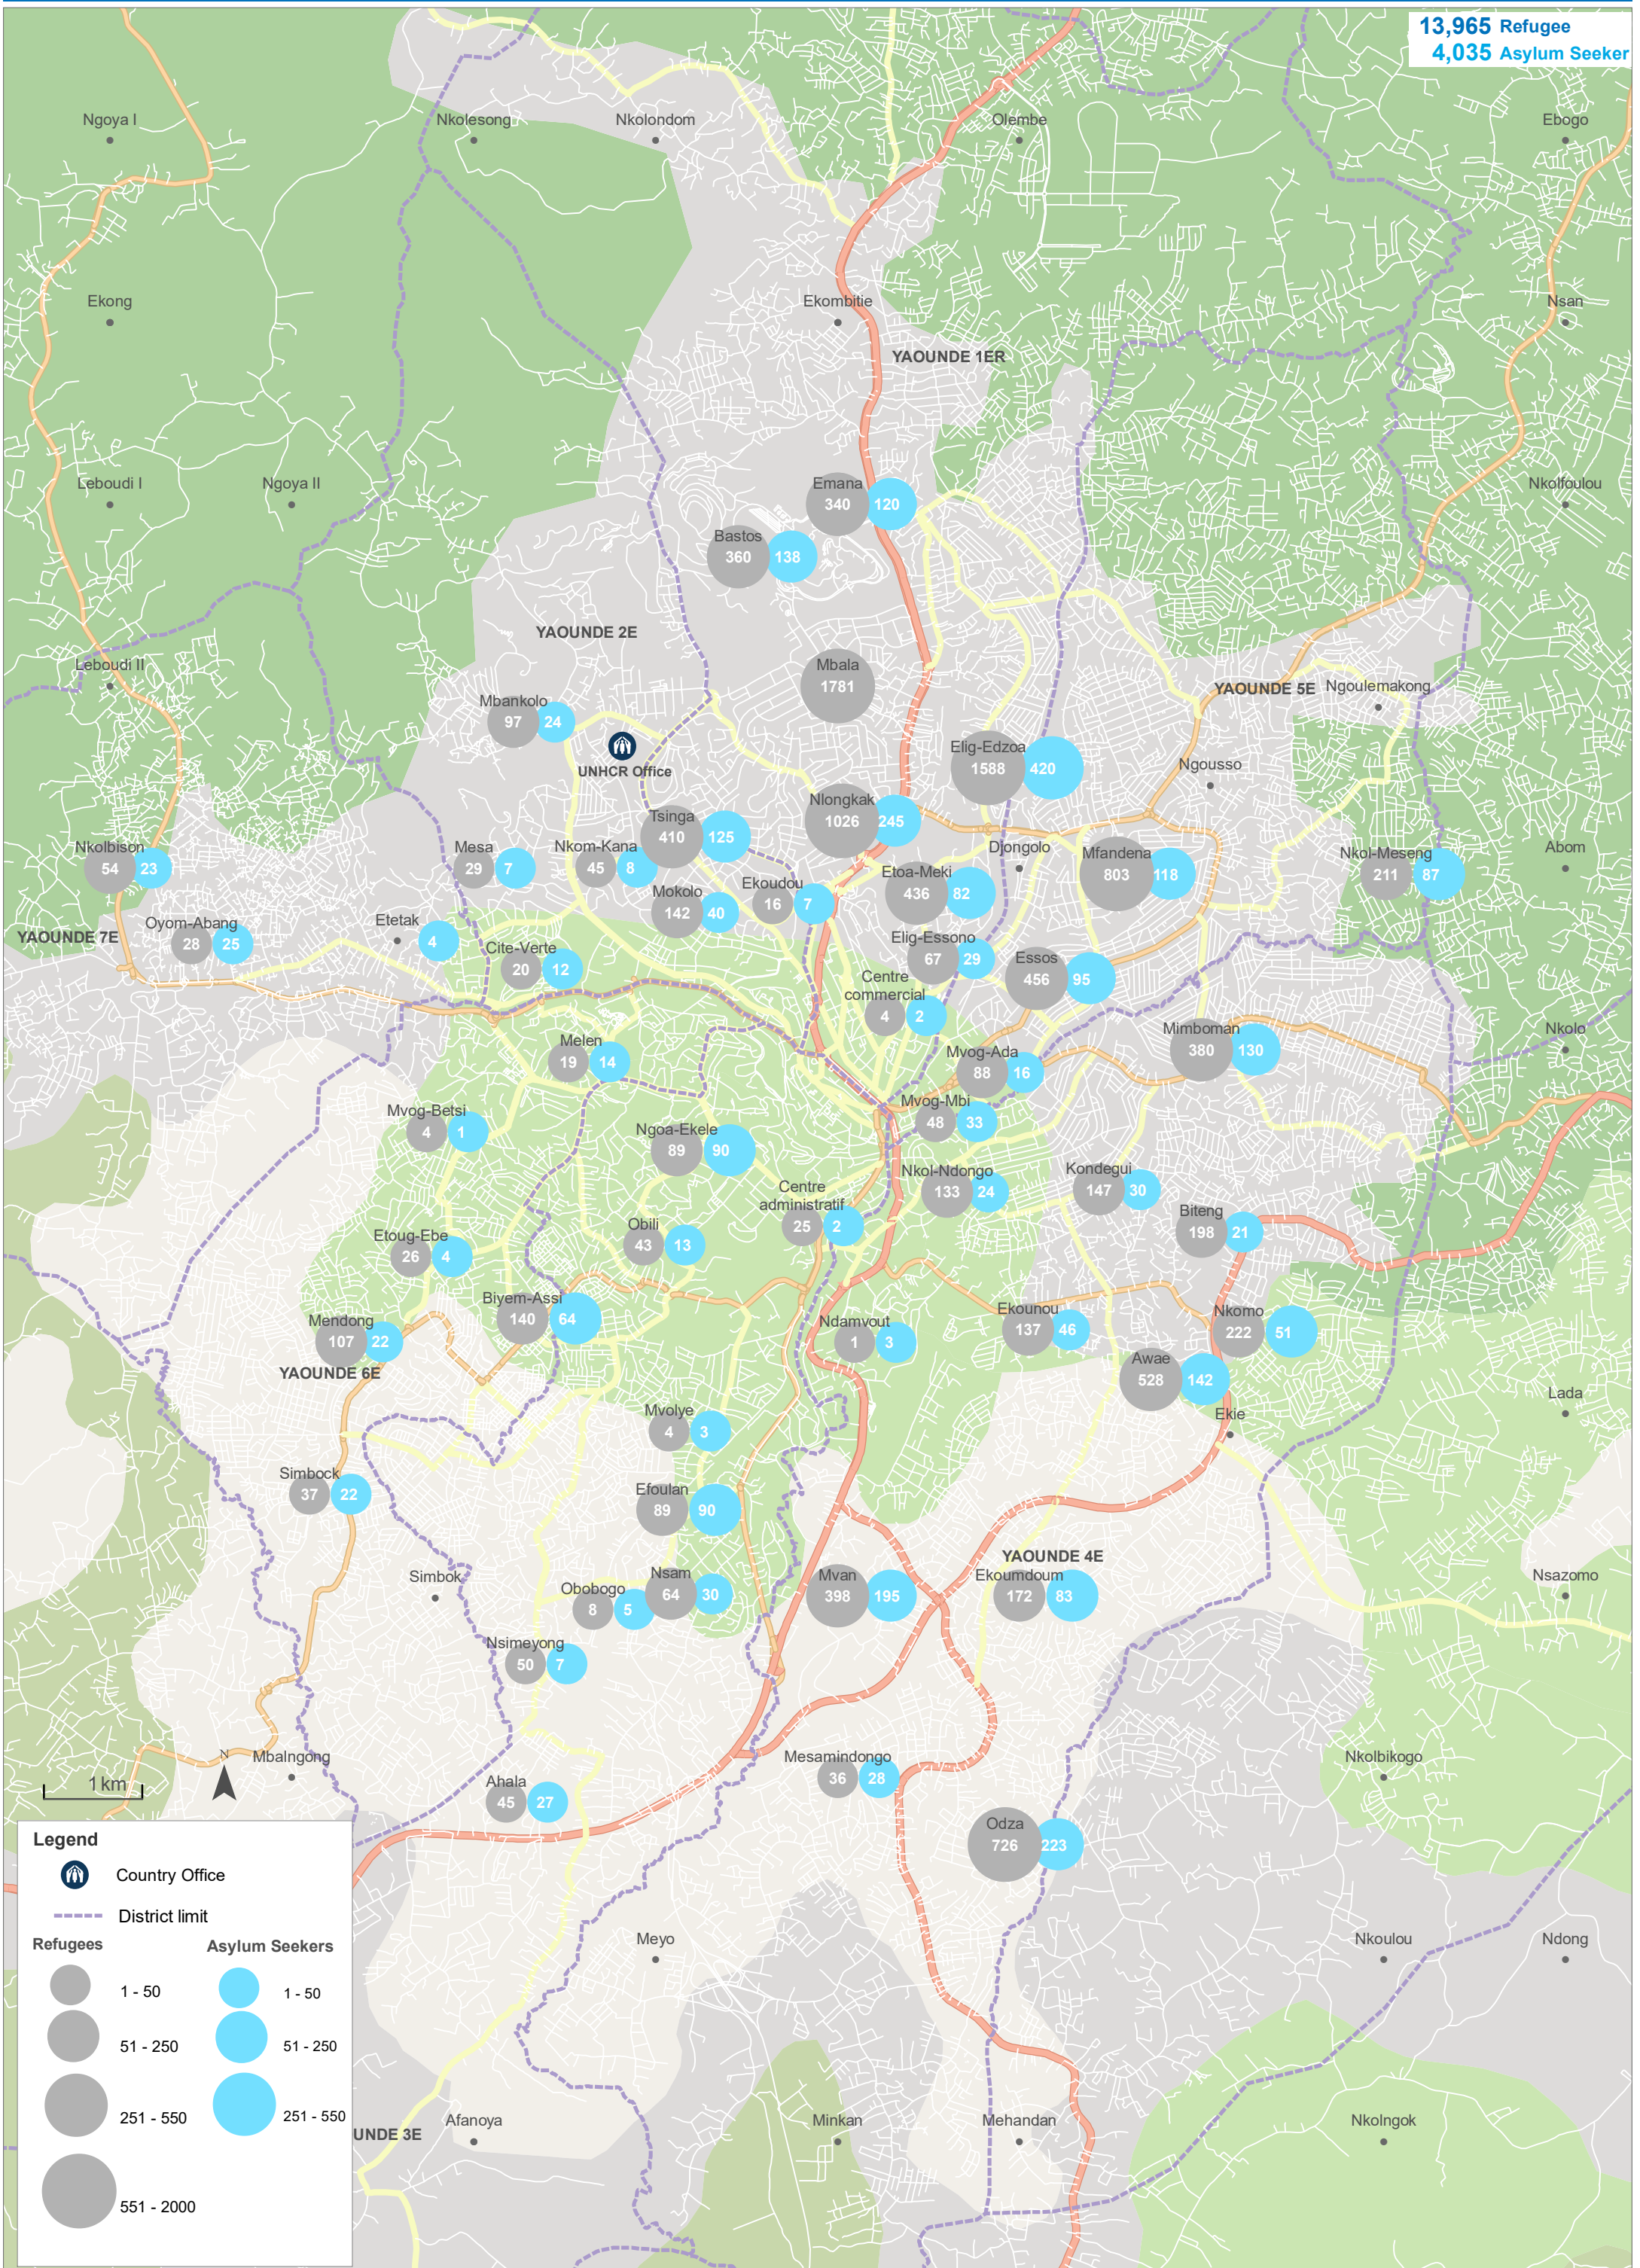 13,965 Refugee
4,035 Asylum Seeker
Ngoya I
Nkolesong
Nkolondom
Olembe
Ebogo
Ekong
Ekombitie
Nsan
YAOUNDE 1ER
Leboudi I
Ngoya II
Emana
340 120
Nkolfoulou
Bastos
360 138
YAOUNDE 2E
Leboudi II
Mbala
1781
YAOUNDE 5E
Ngoulemakong
Mbankolo
97 24
UNHCR Office
Elig-Edzoa
1588 420
Ngousso
Nlongkak
1026 245
Tsinga
410 125
Nkolbison
54 23
Mesa
29 7
Nkom-Kana
45 8
Djongolo
Mfandena
803 118
Nkol-Meseng
211 87
Abom
Etoa-Meki
436 82
Mokolo
142 40
Ekoudou
16 7
YAOUNDE 7E
Oyom-Abang
28 25
Etetak
4
Cite-Verte
20 12
Elig-Essono
67 29
Essos
456 95
Centre
commercial
4 2
Melen
19 14
Mvog-Ada
88 16
Mimboman
380 130
Nkolo
Mvog-Betsi
4 1
Mvog-Mbi
48 33
Ngoa-Ekele
89 90
Nkol-Ndongo
133 24
Kondegui
147 30
Centre
administratif
25 2
Biteng
198 21
Etoug-Ebe
26 4
Obili
43 13
Biyem-Assi
140 64
Mendong
107 22
YAOUNDE 6E
Ndamvout
1 3
Ekounou
137 46
Nkomo
222 51
Awae
528 142
Ekie
Lada
Mvolye
4 3
Simbock
37 22
Efoulan
89 90
YAOUNDE 4E
Simbok
Obobogo
8 5
Nsam
64 30
Mvan
398 195
Ekoumdoum
172 83
Nsazomo
Nsimeyong
50 7
N
Mbalngong
1 km
Ahala
45 27
Mesamindongo
36 28
Nkolbikogo
Odza
726 223
Meyo
Nkoulou
Ndong
Afanoya
Minkan
Mehandan
Nkolngok
UNDE 3E
Legend
Country Office
District limit
Refugees Asylum Seekers
1 - 50 1 - 50
51 - 250 51 - 250
251 - 550 251 - 550
551 - 2000